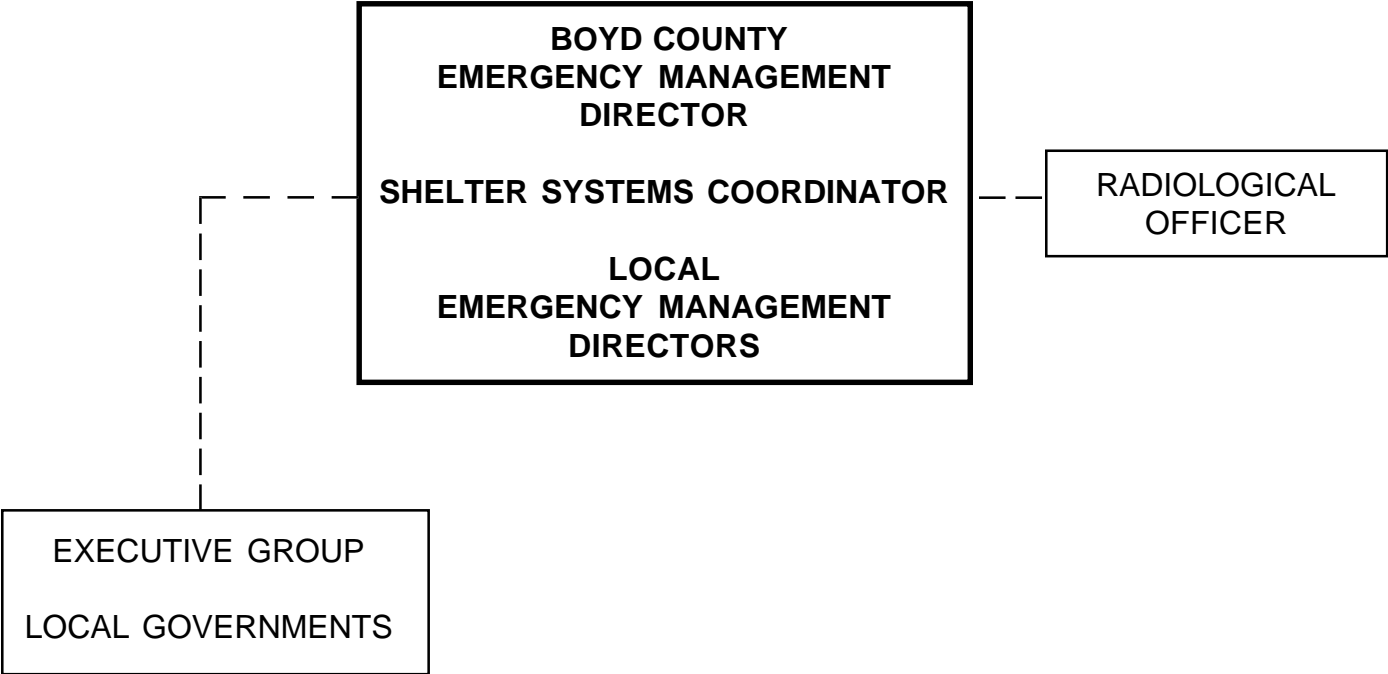 BOYD COUNTY
EMERGENCY MANAGEMENT
DIRECTOR
SHELTER SYSTEMS COORDINATOR
LOCAL
EMERGENCY MANAGEMENT
DIRECTORS
RADIOLOGICAL
OFFICER
EXECUTIVE GROUP
LOCAL GOVERNMENTS